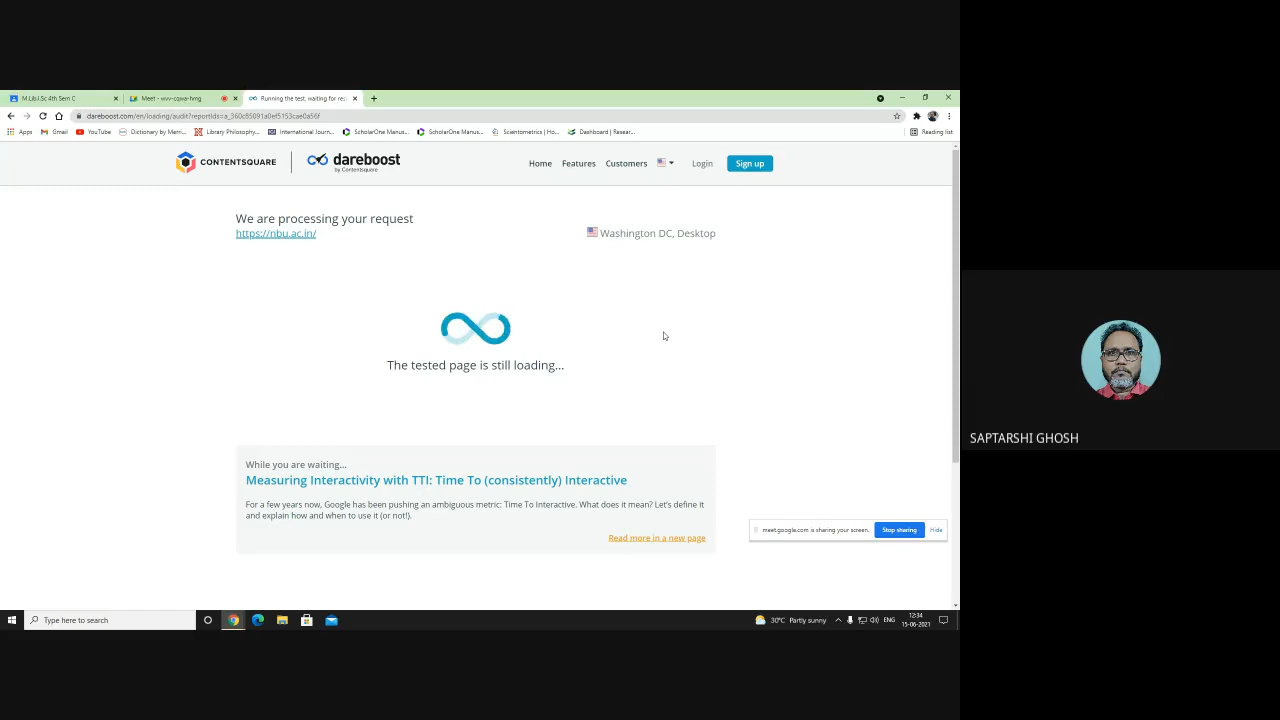 M.Lib.I.Sc 4th Sem C
Meet - wvv-cqwa-hmg
Running the test, waiting for res
dareboost.com/en/loading/audit?reportIds=a_360c85091a0ef5153cae0a56f
Apps
Gmail
YouTube
Dictionary by Merri...
Library Philosophy...
International Journ...
ScholarOne Manus...
ScholarOne Manus...
Scientometrics | Ho...
Dashboard | Resear...
Reading list
CONTENTSQUARE
dareboost
by Contentsquare
Home
Features
Customers
Login
Sign up
We are processing your request
https://nbu.ac.in/
Washington DC, Desktop
The tested page is still loading...
While you are waiting...
Measuring Interactivity with TTI: Time To (consistently) Interactive
For a few years now, Google has been pushing an ambiguous metric: Time To Interactive. What does it mean? Let's define it
and explain how and when to use it (or not!).
Read more in a new page
meet.google.com is sharing your screen.
Stop sharing
Hide
SAPTARSHI GHOSH
Type here to search
30°C Partly sunny
ENG
12:34
15-06-2021